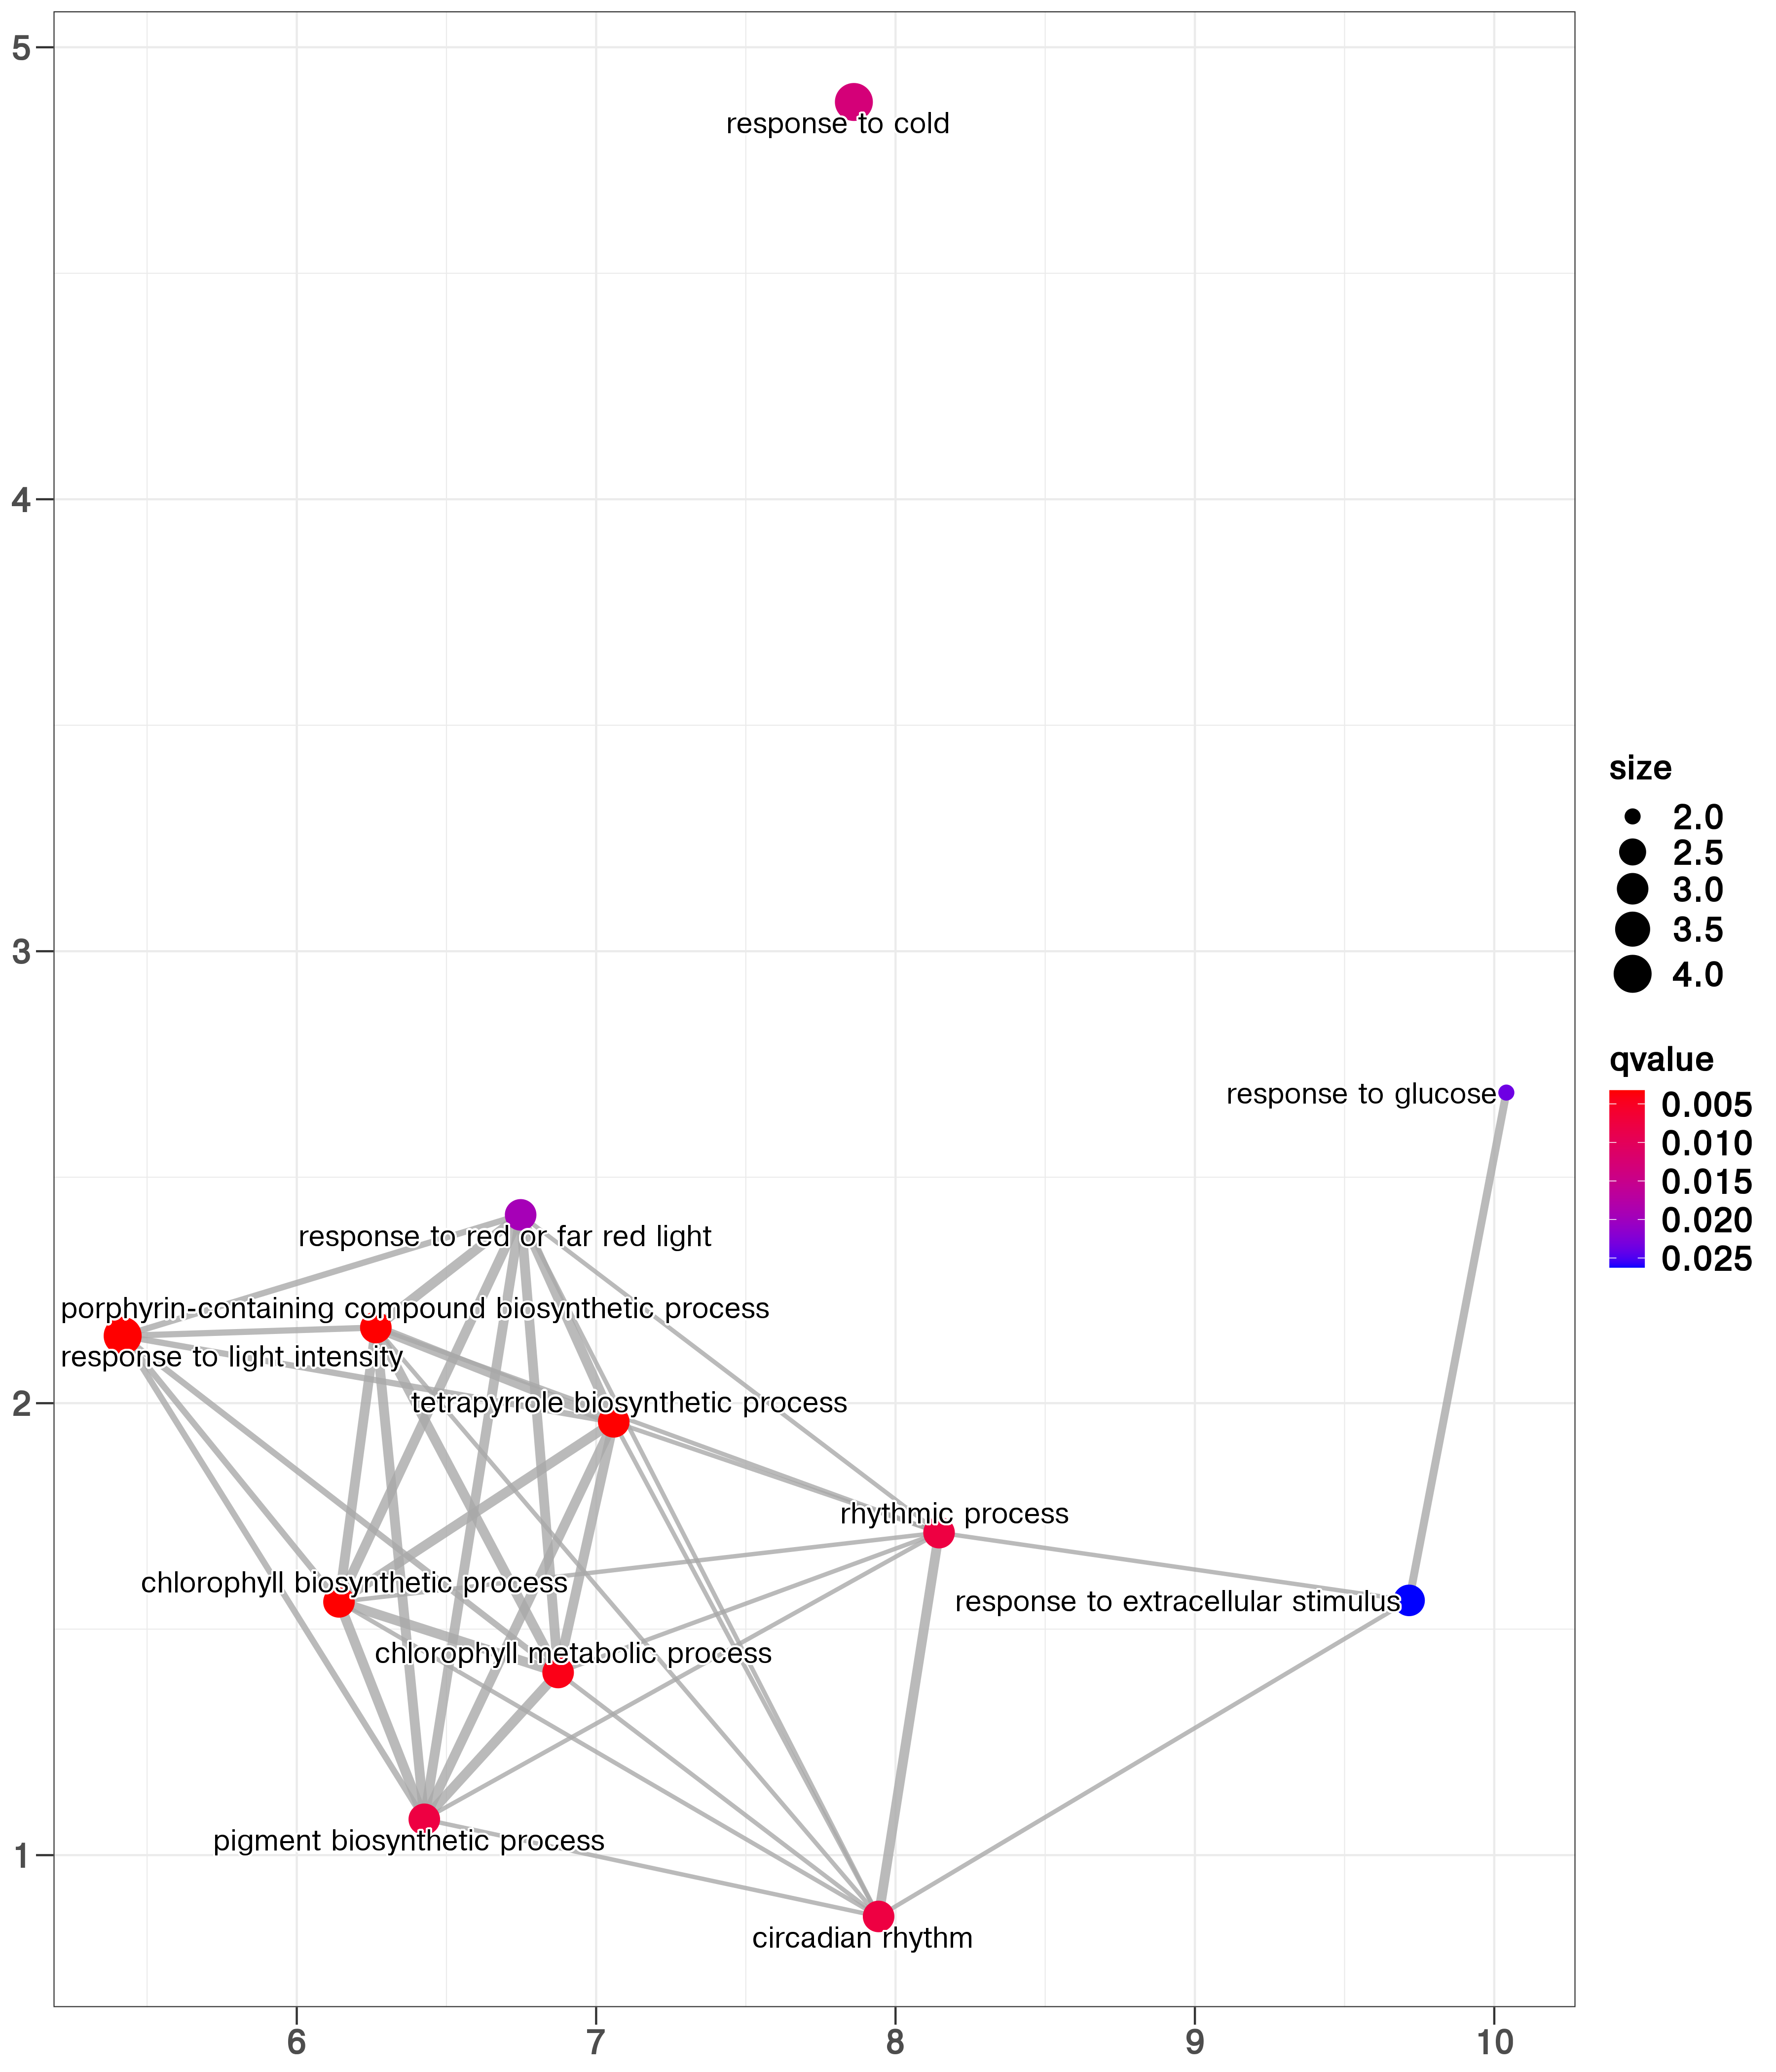 5
response to cold
4
size
2.0
2.5
3.0
3.5
4.0
3
qvalue
0.005
0.010
0.015
0.020
0.025
response to glucose
response to red or far red light
porphyrin-containing compound biosynthetic process
response to light intensity
2
tetrapyrrole biosynthetic process
rhythmic process
chlorophyll biosynthetic process
response to extracellular stimulus
chlorophyll metabolic process
pigment biosynthetic process
1
circadian rhythm
6 7 8 9 10